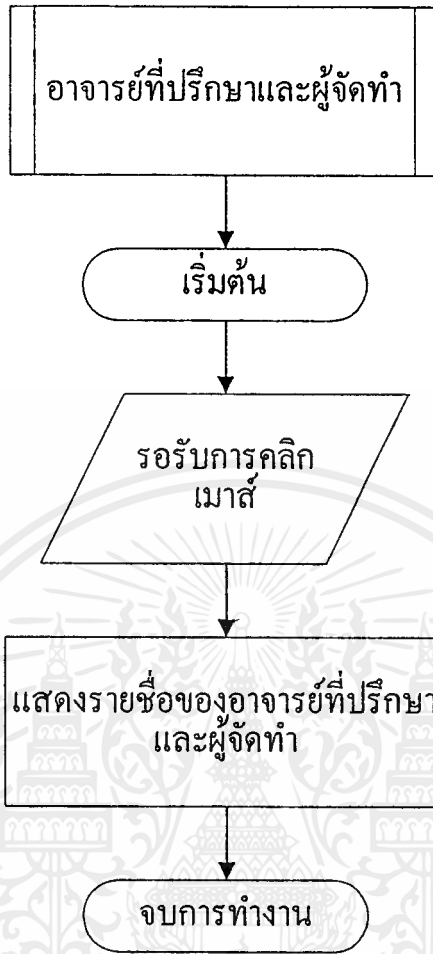 อาจารย์ที่ปรึกษาและผู้จัดทำ
เริ่มต้น
รอรับการคลิก
เมาส์
แสดงรายชื่อของอาจารย์ที่ปรึกษา
และผู้จัดทำ
จบการทำงาน